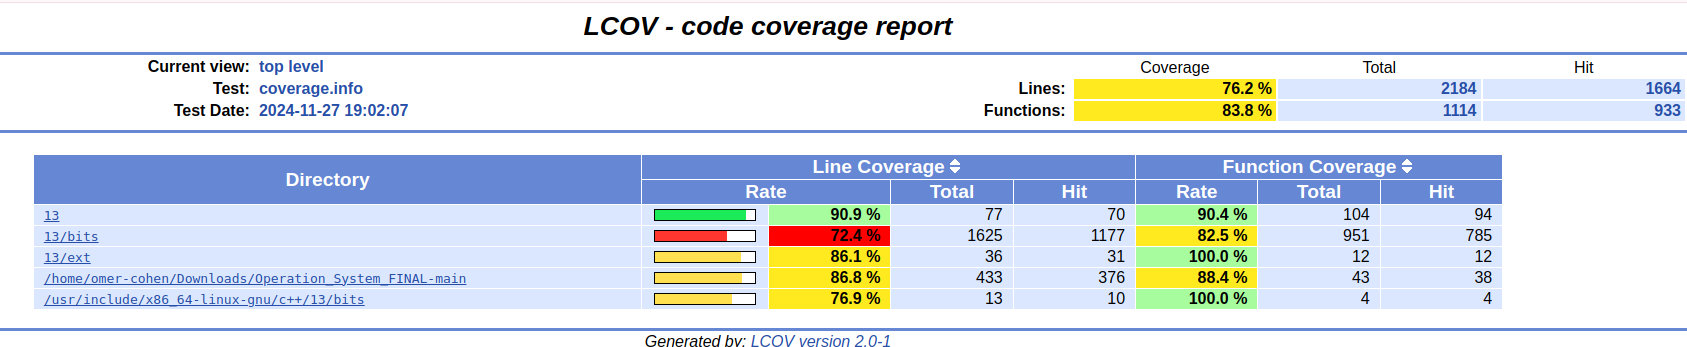 LCOV - code coverage report
Current view: top level
Coverage Total Hit
Test: coverage.info
Lines: 76.2 % 2184 1664
Test Date: 2024-11-27 19:02:07
Functions: 83.8 % 1114 933
Directory Line Coverage Function Coverage
Rate Total Hit Rate Total Hit
13 90.9 % 77 70 90.4 % 104 94
13/bits 72.4 % 1625 1177 82.5 % 951 785
13/ext 86.1 % 36 31 100.0 % 12 12
/home/omer-cohen/Downloads/Operation_System_FINAL-main 86.8 % 433 376 88.4 % 43 38
/usr/include/x86_64-linux-gnu/c++/13/bits 76.9 % 13 10 100.0 % 4 4
Generated by: LCOV version 2.0-1